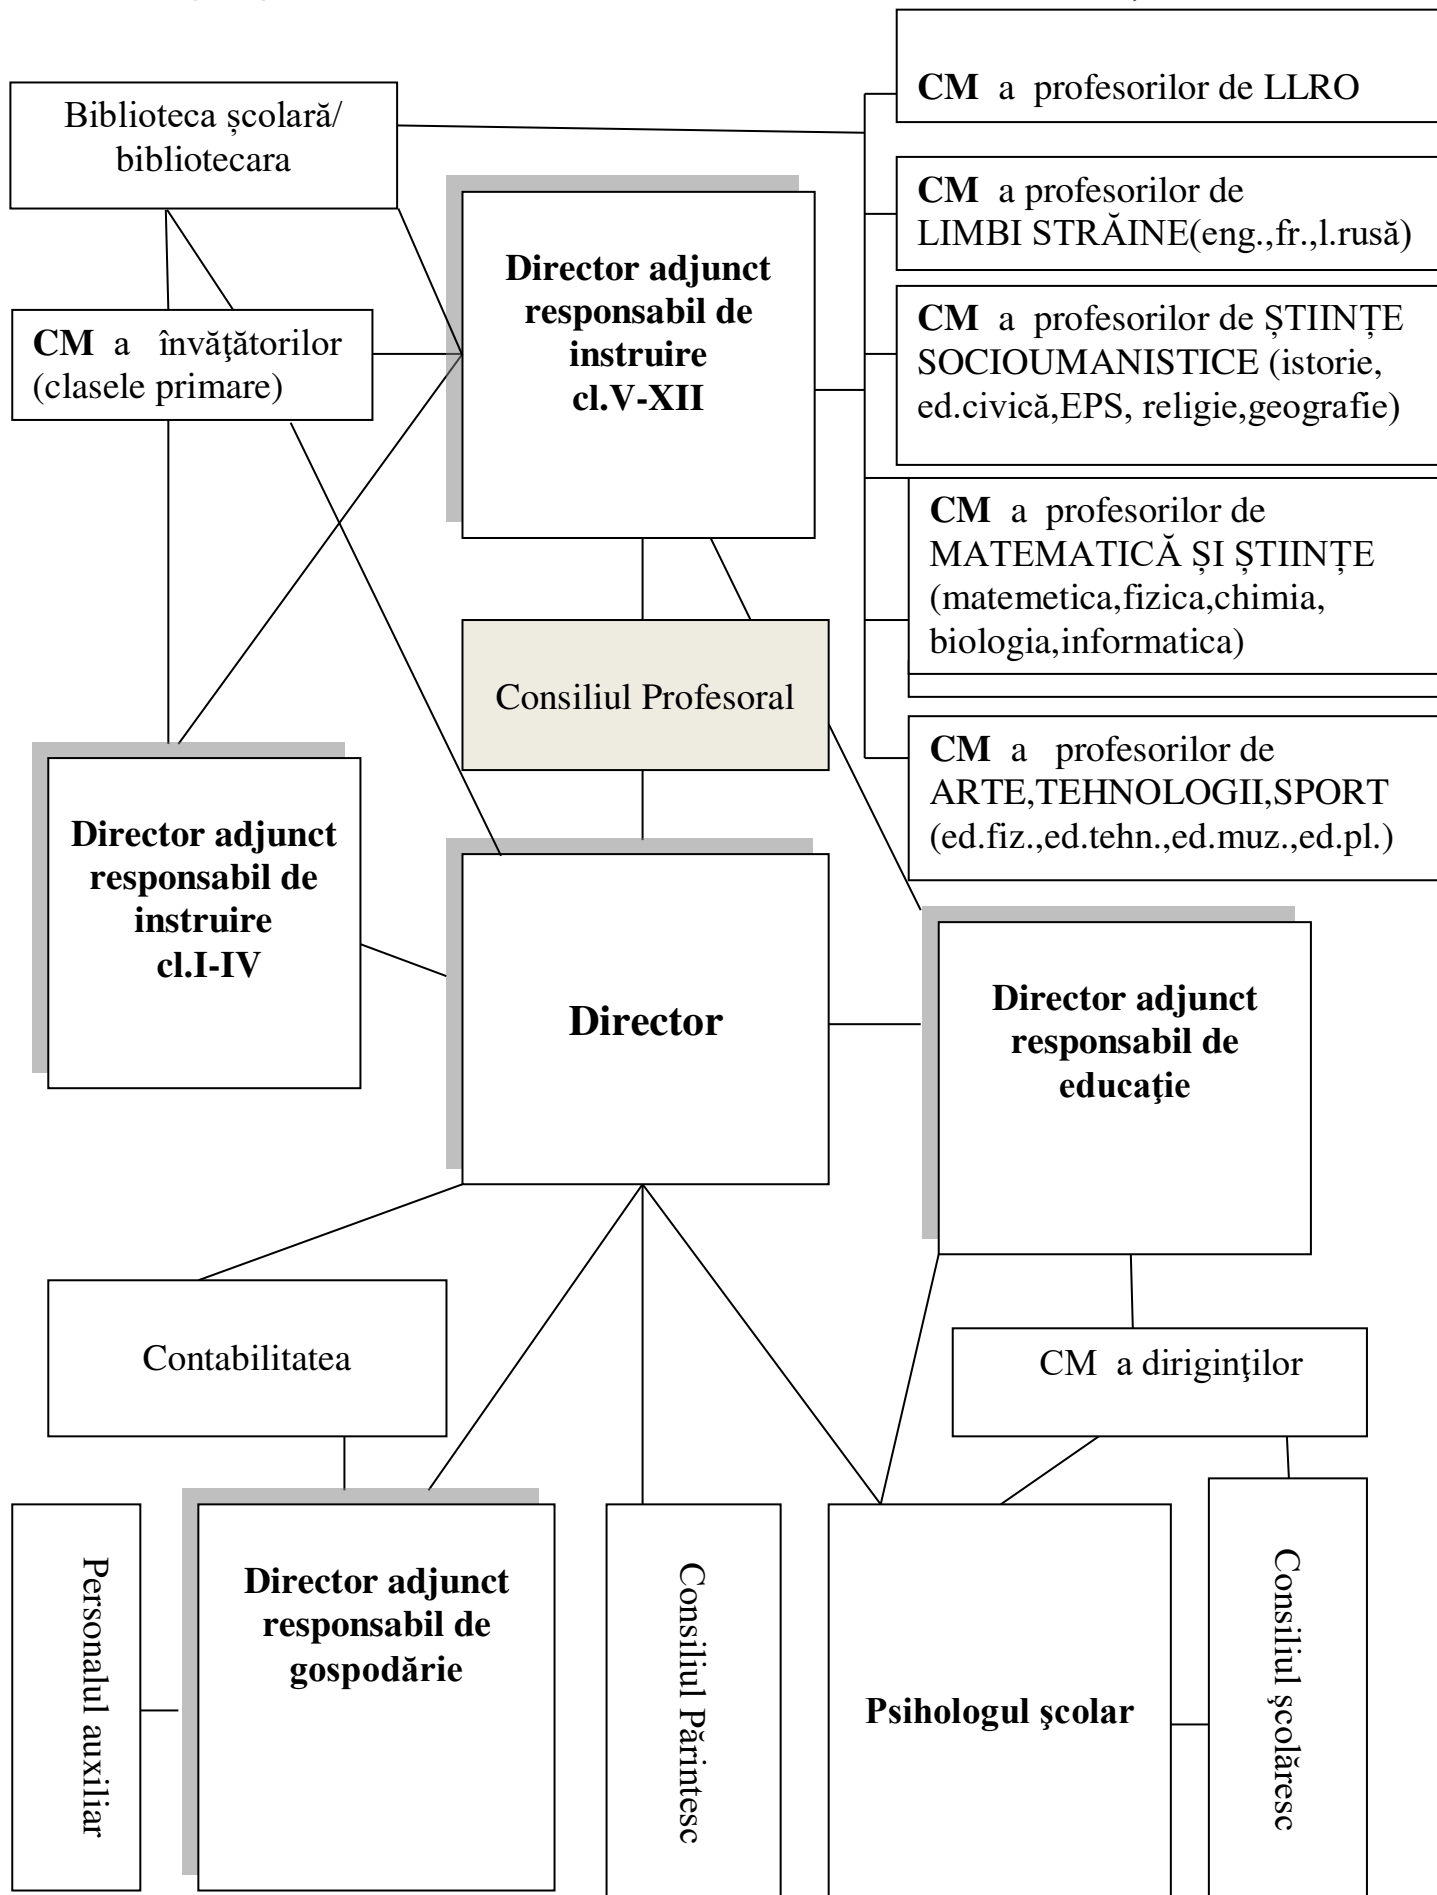 CM a profesorilor de LLRO
Biblioteca școlară/
bibliotecara
CM a profesorilor de
LIMBI STRĂINE(eng.,fr.,l.rusă)
Director adjunct
responsabil de
instruire
cl.V-XII
CM a învăţătorilor
(clasele primare)
CM a profesorilor de ȘTIINȚE
SOCIOUMANISTICE (istorie,
ed.civică,EPS, religie,geografie)
CM a profesorilor de
MATEMATICĂ ȘI ȘTIINȚE
(matemetica,fizica,chimia,
biologia,informatica)
Consiliul Profesoral
CM a profesorilor de
ARTE,TEHNOLOGII,SPORT
(ed.fiz.,ed.tehn.,ed.muz.,ed.pl.)
Director adjunct
responsabil de
instruire
cl.I-IV
Director
Director adjunct
responsabil de
educaţie
Contabilitatea
CM a diriginţilor
Personalul auxiliar
Director adjunct
responsabil de
gospodărie
Consiliul Părintesc
Psihologul şcolar
Consiliul şcolăresc